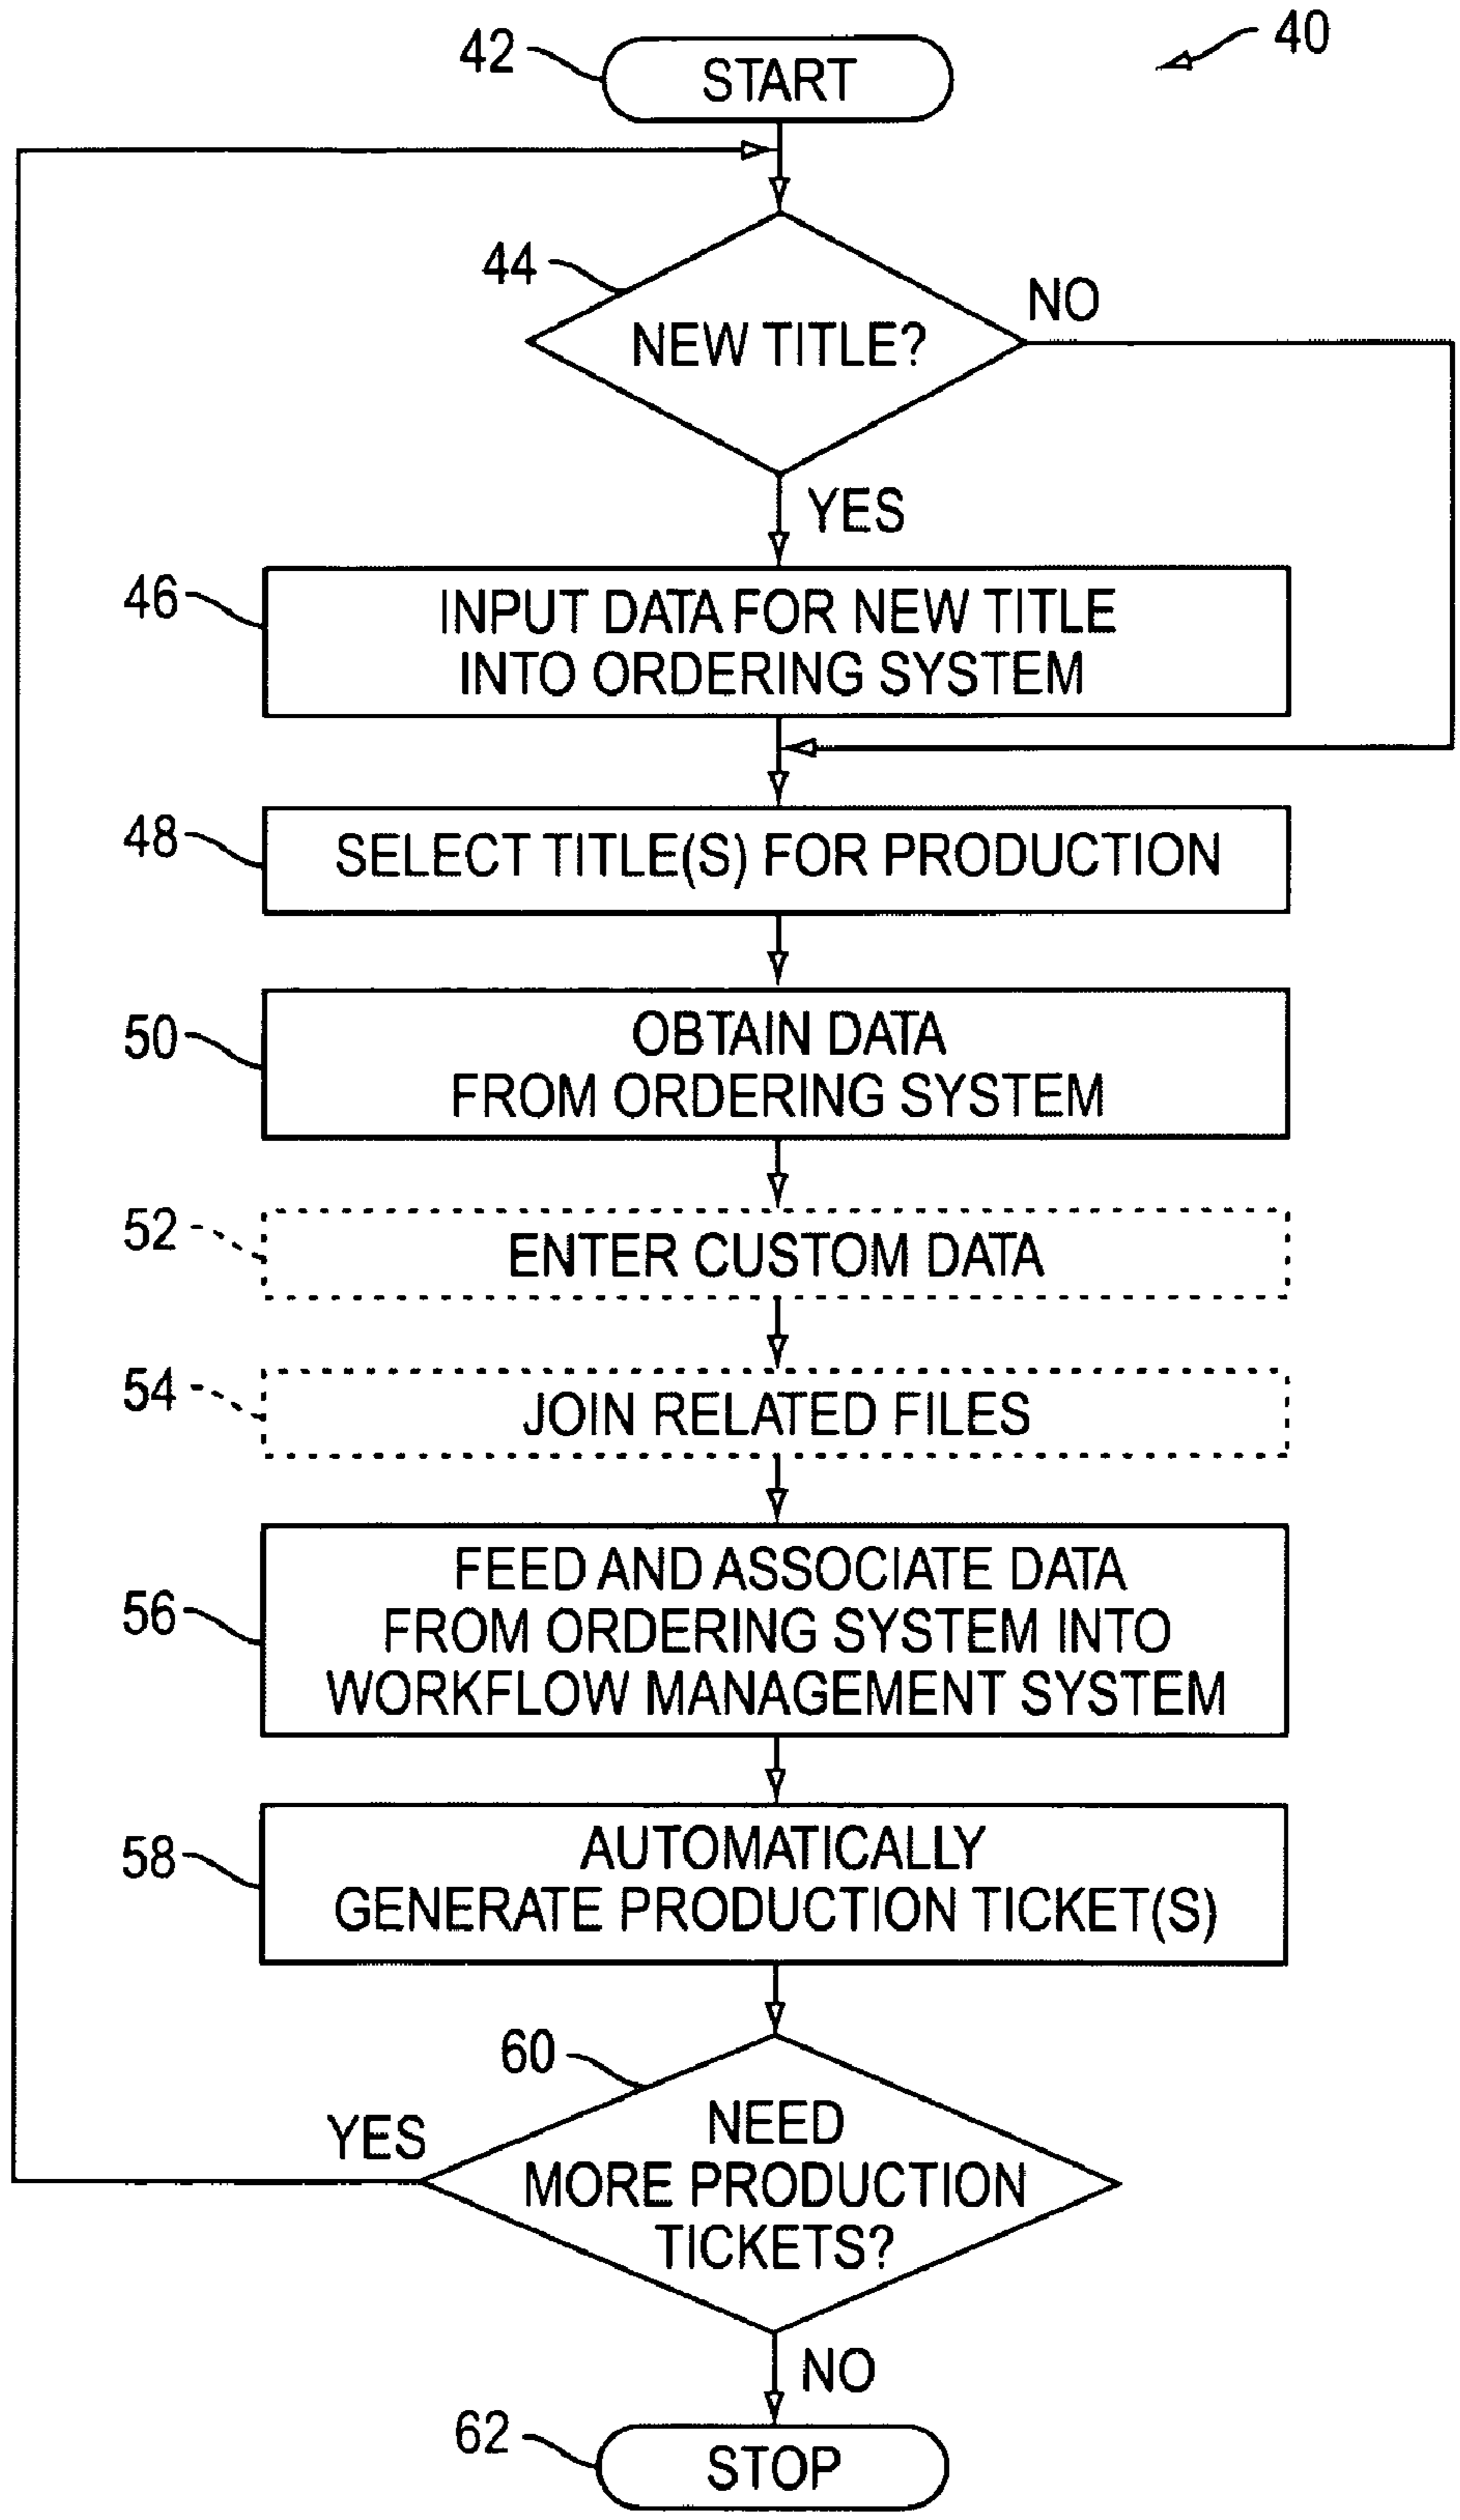 42
START
40
44
NEW TITLE?
NO
YES
46
INPUT DATA FOR NEW TITLE
INTO ORDERING SYSTEM
48
SELECT TITLE(S) FOR PRODUCTION
50
OBTAIN DATA
FROM ORDERING SYSTEM
52
ENTER CUSTOM DATA
54
JOIN RELATED FILES
56
FEED AND ASSOCIATE DATA
FROM ORDERING SYSTEM INTO
WORKFLOW MANAGEMENT SYSTEM
58
AUTOMATICALLY
GENERATE PRODUCTION TICKET(S)
60
YES
NEED
MORE PRODUCTION
TICKETS?
NO
62
STOP